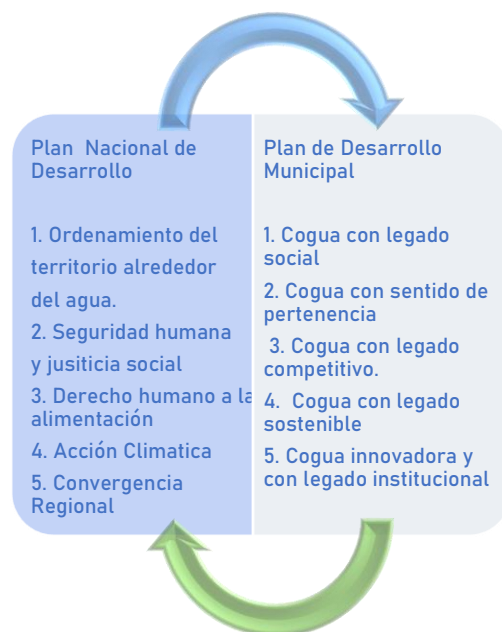 Plan Nacional de
Desarrollo
1. Ordenamiento del
territorio alrededor
del agua.
2. Seguridad humana
y jusiticia social
3. Derecho humano a la
alimentación
4. Acción Climatica
5. Convergencia
Regional
Plan de Desarrollo
Municipal
1. Cogua con legado
social
2. Cogua con sentido de
pertenencia
3. Cogua con legado
competitivo.
4. Cogua con legado
sostenible
5. Cogua innovadora y
con legado institucional